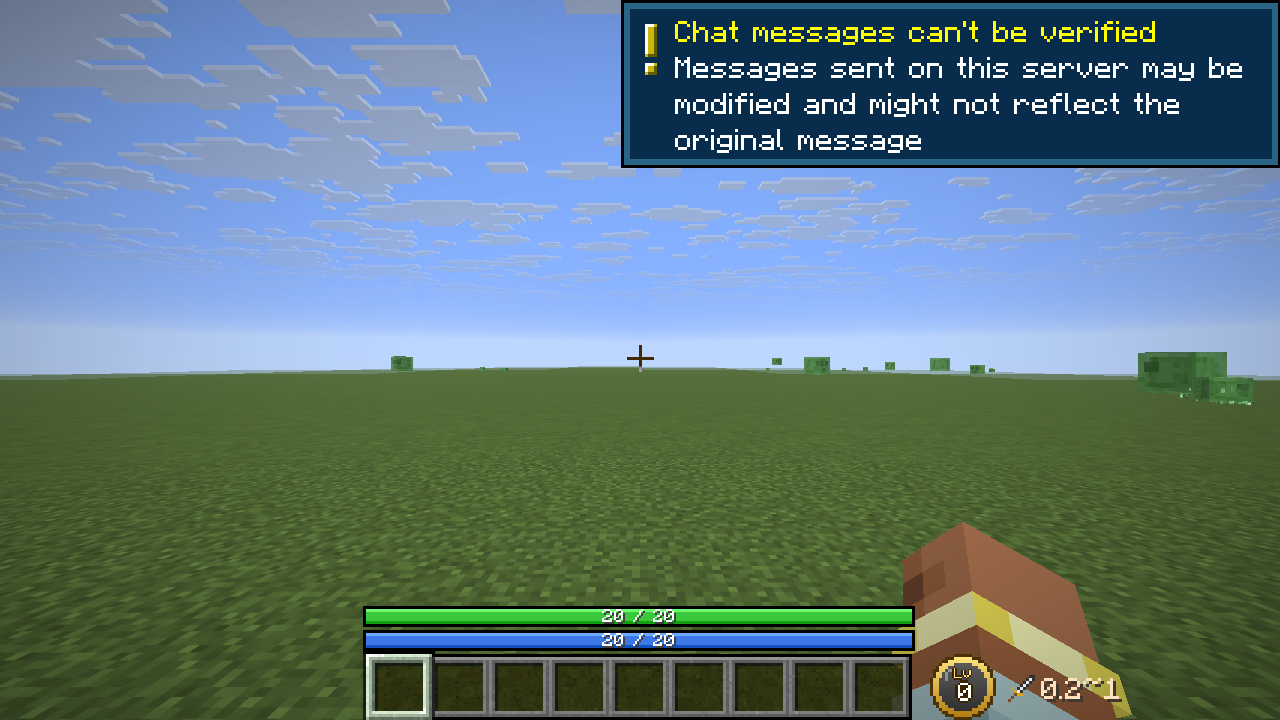 Chat messages can't be verified
Messages sent on this server may be
modified and might not reflect the
original message
20 / 20
20 / 20
Lv
0
0.2~1